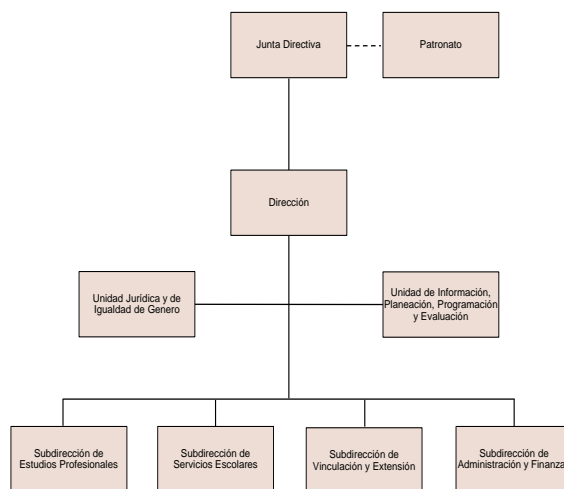 Junta Directiva
Patronato
Dirección
Unidad Jurídica y de
Igualdad de Genero
Unidad de Información,
Planeación, Programación
y Evaluación
Subdirección de
Estudios Profesionales
Subdirección de
Servicios Escolares
Subdirección de
Vinculación y Extensión
Subdirección de
Administración y Finanza